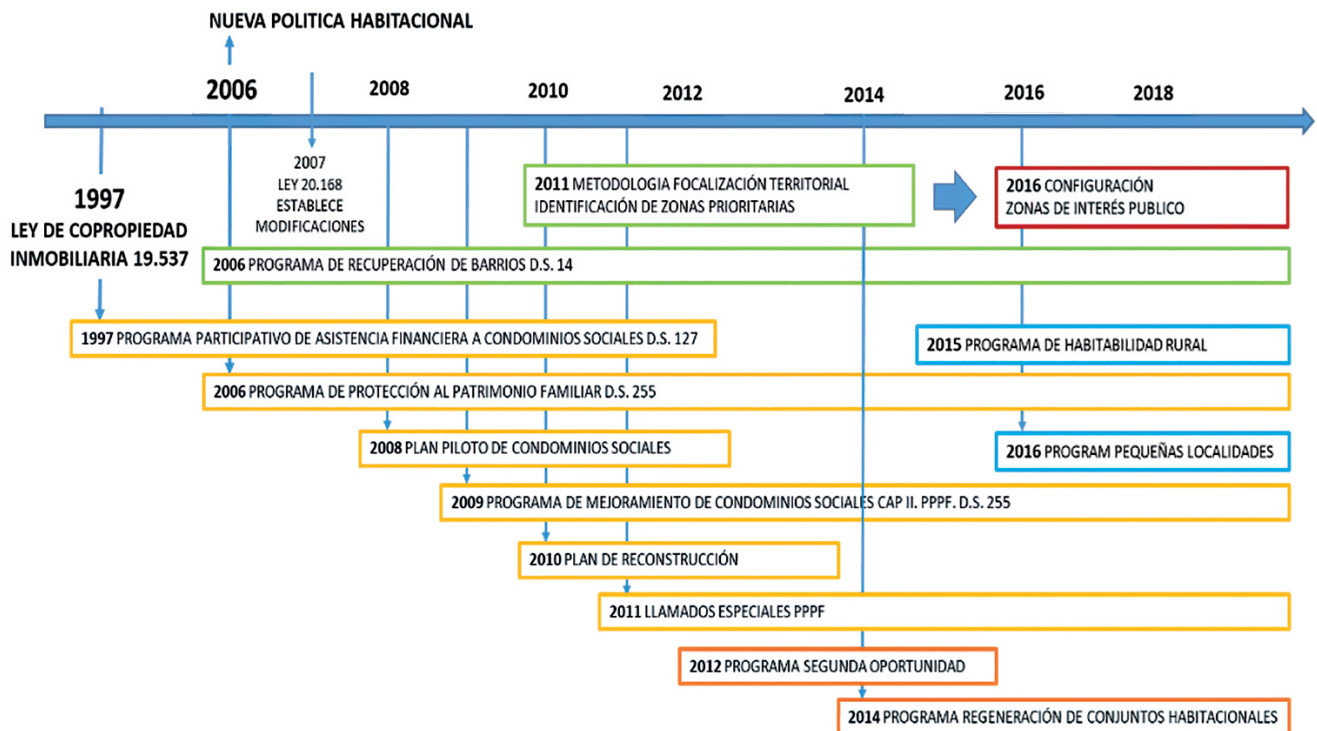 NUEVA POLITICA HABITACIONAL
2006
2008
2010
2012
2014
2016
2018
1997
LEY DE COPROPIEDAD
INMOBILIARIA 19.537
2007
LEY 20.168
ESTABLECE
MODIFICACIONES
2011 METODOLOGIA FOCALIZACIÓN TERRITORIAL
IDENTIFICACIÓN DE ZONAS PRIORITARIAS
2016 CONFIGURACIÓN
ZONAS DE INTERÉS PUBLICO
2006 PROGRAMA DE RECUPERACIÓN DE BARRIOS D.S. 14
1997 PROGRAMA PARTICIPATIVO DE ASISTENCIA FINANCIERA A CONDOMINIOS SOCIALES D.S. 127
2015 PROGRAMA DE HABITABILIDAD RURAL
2006 PROGRAMA DE PROTECCIÓN AL PATRIMONIO FAMILIAR D.S. 255
2008 PLAN PILOTO DE CONDOMINIOS SOCIALES
2016 PROGRAM PEQUEÑAS LOCALIDADES
2009 PROGRAMA DE MEJORAMIENTO DE CONDOMINIOS SOCIALES CAP II. PPPF. D.S. 255
2010 PLAN DE RECONSTRUCCIÓN
2011 LLAMADOS ESPECIALES PPPF
2012 PROGRAMA SEGUNDA OPORTUNIDAD
2014 PROGRAMA REGENERACIÓN DE CONJUNTOS HABITACIONALES